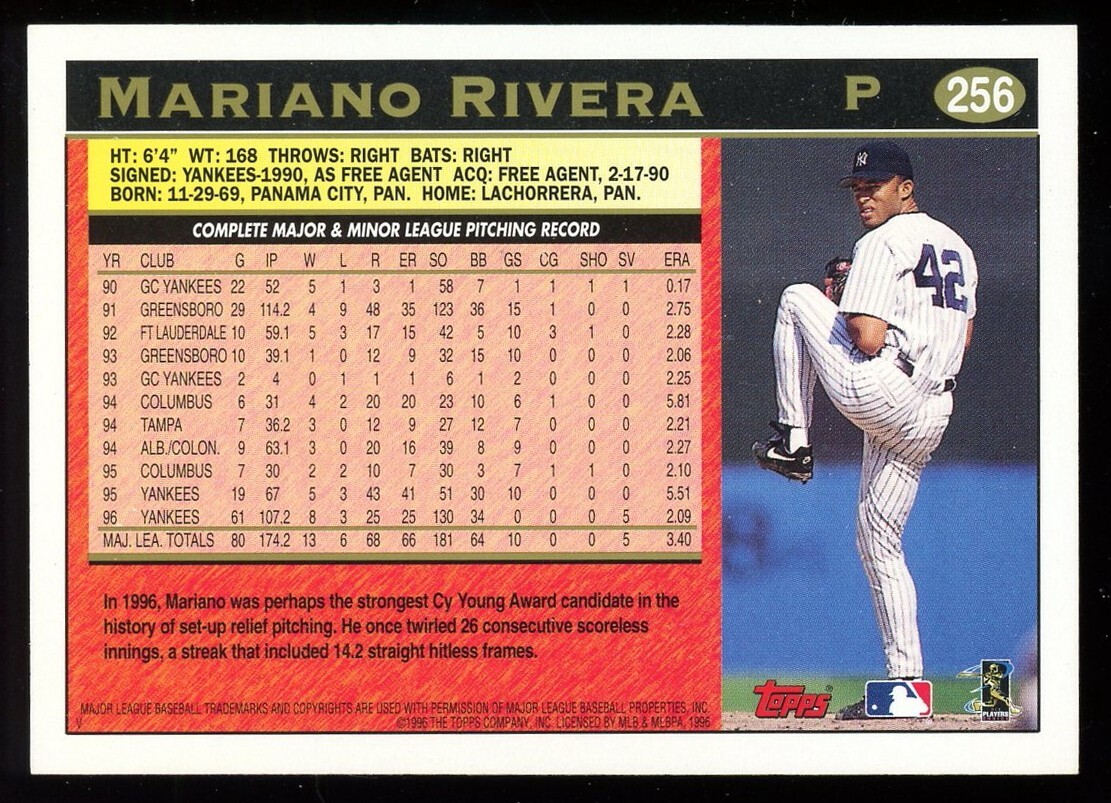 MARIANO RIVERA P 256
HT: 6'4" WT: 168 THROWS: RIGHT BATS: RIGHT
SIGNED: YANKEES-1990, AS FREE AGENT ACQ: FREE AGENT, 2-17-90
BORN: 11-29-69, PANAMA CITY, PAN. HOME: LACHORRERA, PAN.
COMPLETE MAJOR & MINOR LEAGUE PITCHING RECORD
YR CLUB G IP W L R ER SO BB GS CG SHO SV ERA
90 GC YANKEES 22 52 5 1 3 1 58 7 1 1 1 1 0.17
91 GREENSBORO 29 114.2 4 9 48 35 123 36 15 1 0 0 2.75
92 FT LAUDERDALE 10 59.1 5 3 17 15 42 5 10 3 1 0 2.28
93 GREENSBORO 10 39.1 1 0 12 9 32 15 10 0 0 0 2.06
93 GC YANKEES 2 4 0 1 1 1 6 1 2 0 0 0 2.25
94 COLUMBUS 6 31 4 2 20 20 23 10 6 1 0 0 5.81
94 TAMPA 7 36.2 3 0 12 9 27 12 7 0 0 0 2.21
94 ALB./COLON. 9 63.1 3 0 20 16 39 8 9 0 0 0 2.27
95 COLUMBUS 7 30 2 2 10 7 30 3 7 1 1 0 2.10
95 YANKEES 19 67 5 3 43 41 51 30 10 0 0 0 5.51
96 YANKEES 61 107.2 8 3 25 25 130 34 0 0 0 5 2.09
MAJ. LEA. TOTALS 80 174.2 13 6 68 66 181 64 10 0 0 5 3.40
In 1996, Mariano was perhaps the strongest Cy Young Award candidate in the
history of set-up relief pitching. He once twirled 26 consecutive scoreless
innings, a streak that included 14.2 straight hitless frames.
MAJOR LEAGUE BASEBALL TRADEMARKS AND COPYRIGHTS ARE USED WITH PERMISSION OF MAJOR LEAGUE BASEBALL PROPERTIES, INC.
V ©1996 THE TOPPS COMPANY, INC. LICENSED BY MLB & MLBPA, 1996
NY
42
TOPPS®
PLAYERS